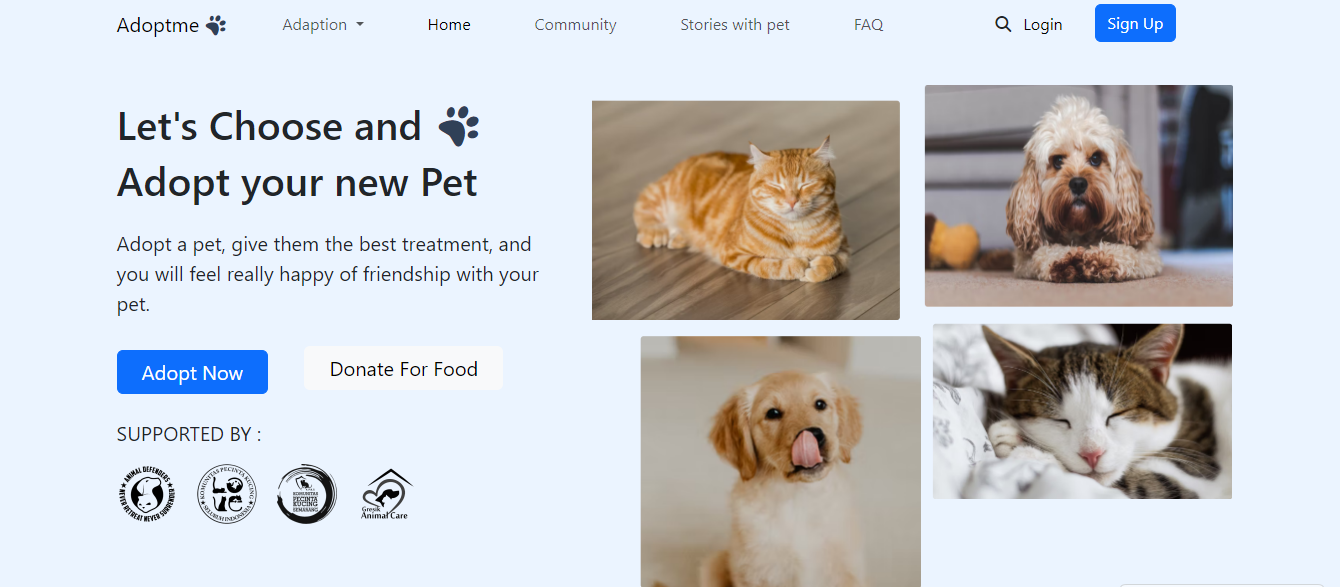 Adoptme
Adaption
Home
Community
Stories with pet
FAQ
Login
Sign Up
Let's Choose and
Adopt your new Pet
Adopt a pet, give them the best treatment, and
you will feel really happy of friendship with your
pet.
Adopt Now
Donate For Food
SUPPORTED BY :
ANIMAL DEFENDERS
NEVER RETREAT NEVER SURRENDER
KOMUNITAS PECINTA KUCING
LOVE
SELURUH INDONESIA
KOMUNITAS
PECINTA
KUCING
SEMARANG
Gresik
Animal Care